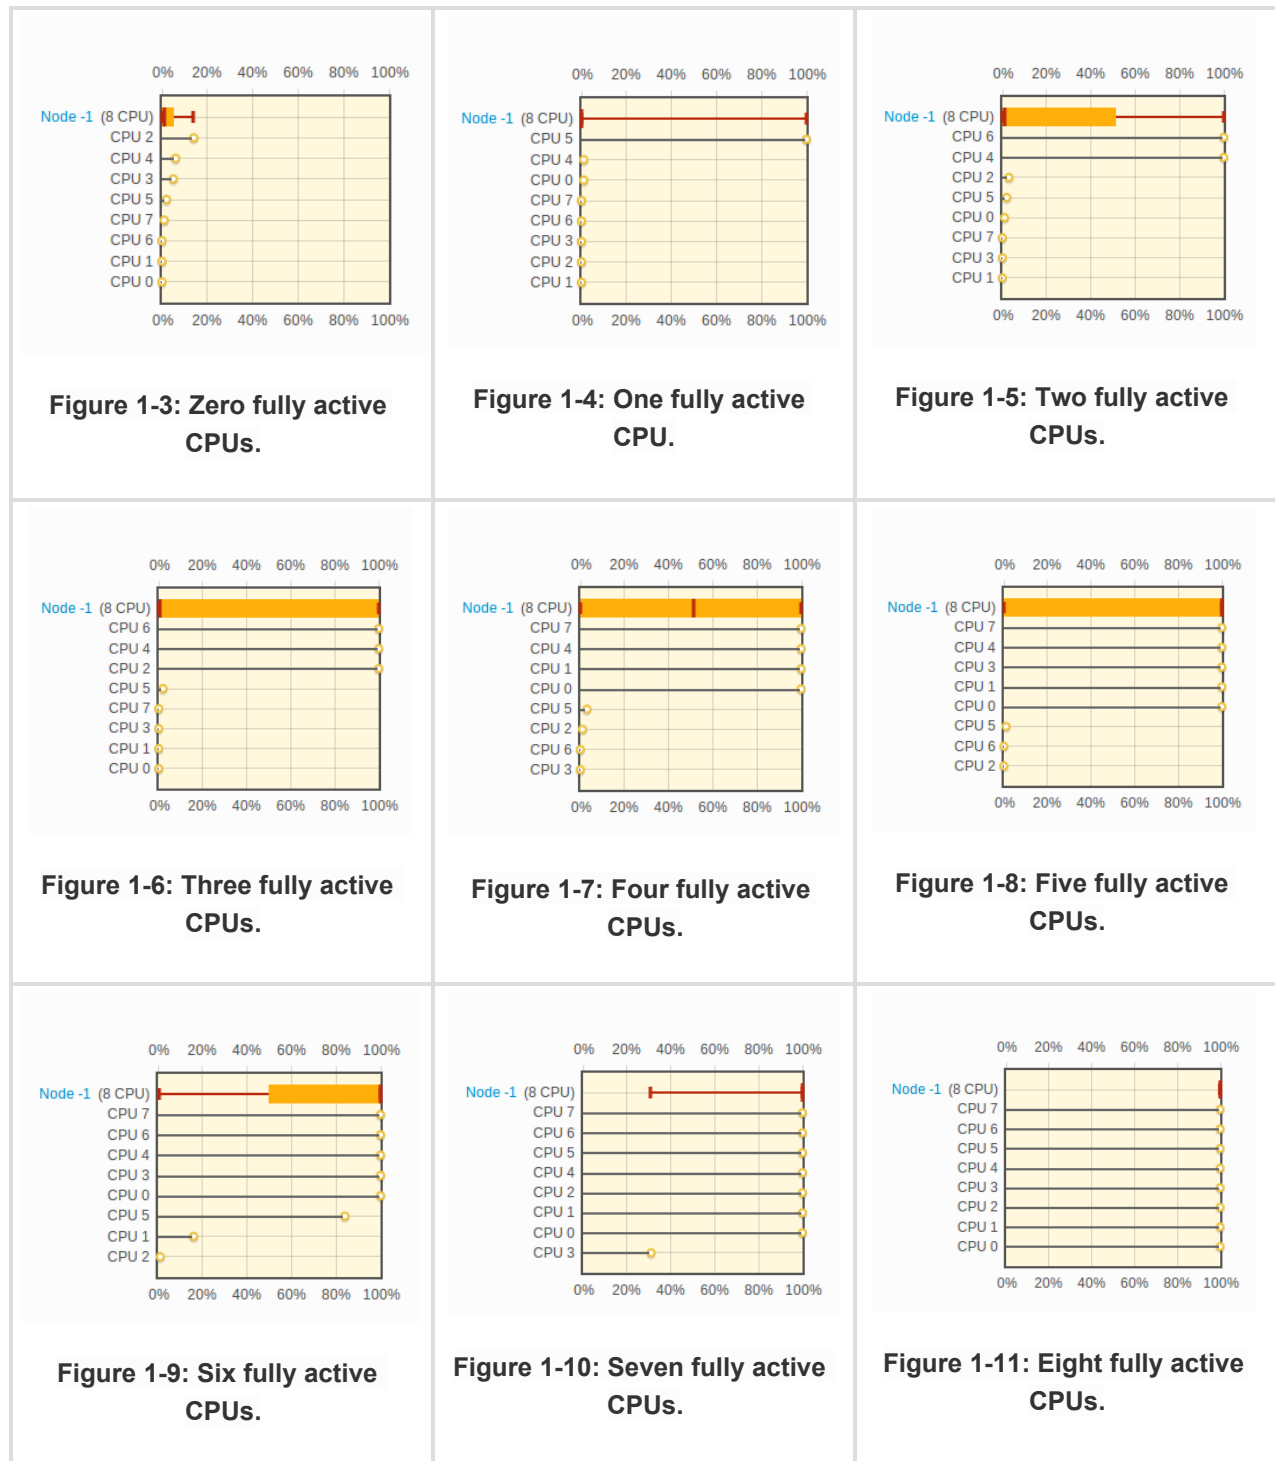 0% 20% 40% 60% 80% 100%
Node -1 (8 CPU)
CPU 2
CPU 4
CPU 3
CPU 5
CPU 7
CPU 6
CPU 1
CPU 0
0% 20% 40% 60% 80% 100%
Figure 1-3: Zero fully active
CPUs.
0% 20% 40% 60% 80% 100%
Node -1 (8 CPU)
CPU 5
CPU 4
CPU 0
CPU 7
CPU 6
CPU 3
CPU 2
CPU 1
0% 20% 40% 60% 80% 100%
Figure 1-4: One fully active
CPU.
0% 20% 40% 60% 80% 100%
Node -1 (8 CPU)
CPU 6
CPU 4
CPU 2
CPU 5
CPU 0
CPU 7
CPU 3
CPU 1
0% 20% 40% 60% 80% 100%
Figure 1-5: Two fully active
CPUs.
0% 20% 40% 60% 80% 100%
Node -1 (8 CPU)
CPU 6
CPU 4
CPU 2
CPU 5
CPU 7
CPU 3
CPU 1
CPU 0
0% 20% 40% 60% 80% 100%
Figure 1-6: Three fully active
CPUs.
0% 20% 40% 60% 80% 100%
Node -1 (8 CPU)
CPU 7
CPU 4
CPU 1
CPU 0
CPU 5
CPU 2
CPU 6
CPU 3
0% 20% 40% 60% 80% 100%
Figure 1-7: Four fully active
CPUs.
0% 20% 40% 60% 80% 100%
Node -1 (8 CPU)
CPU 7
CPU 4
CPU 3
CPU 1
CPU 0
CPU 5
CPU 6
CPU 2
0% 20% 40% 60% 80% 100%
Figure 1-8: Five fully active
CPUs.
0% 20% 40% 60% 80% 100%
Node -1 (8 CPU)
CPU 7
CPU 6
CPU 4
CPU 3
CPU 0
CPU 5
CPU 1
CPU 2
0% 20% 40% 60% 80% 100%
Figure 1-9: Six fully active
CPUs.
0% 20% 40% 60% 80% 100%
Node -1 (8 CPU)
CPU 7
CPU 6
CPU 5
CPU 4
CPU 2
CPU 1
CPU 0
CPU 3
0% 20% 40% 60% 80% 100%
Figure 1-10: Seven fully active
CPUs.
0% 20% 40% 60% 80% 100%
Node -1 (8 CPU)
CPU 7
CPU 6
CPU 5
CPU 4
CPU 3
CPU 2
CPU 1
CPU 0
0% 20% 40% 60% 80% 100%
Figure 1-11: Eight fully active
CPUs.